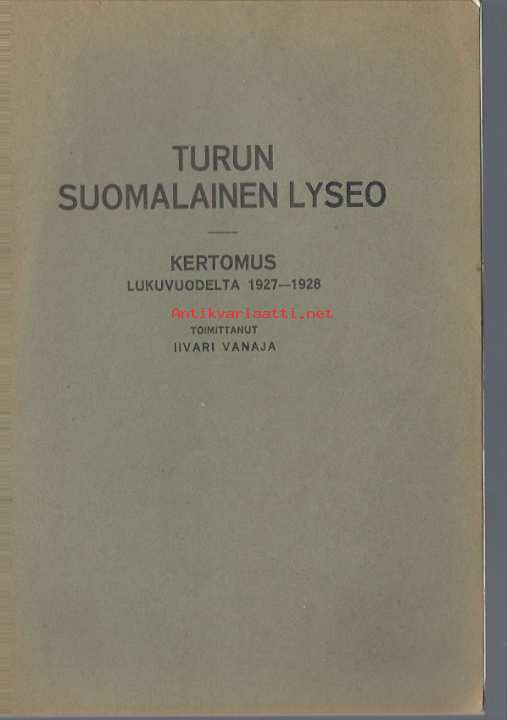 TURUN
SUOMALAINEN LYSEO
KERTOMUS
LUKUVUODELTA 1927—1928
Antikvariaatti.net
TOIMITTANUT
IIVARI VANAJA